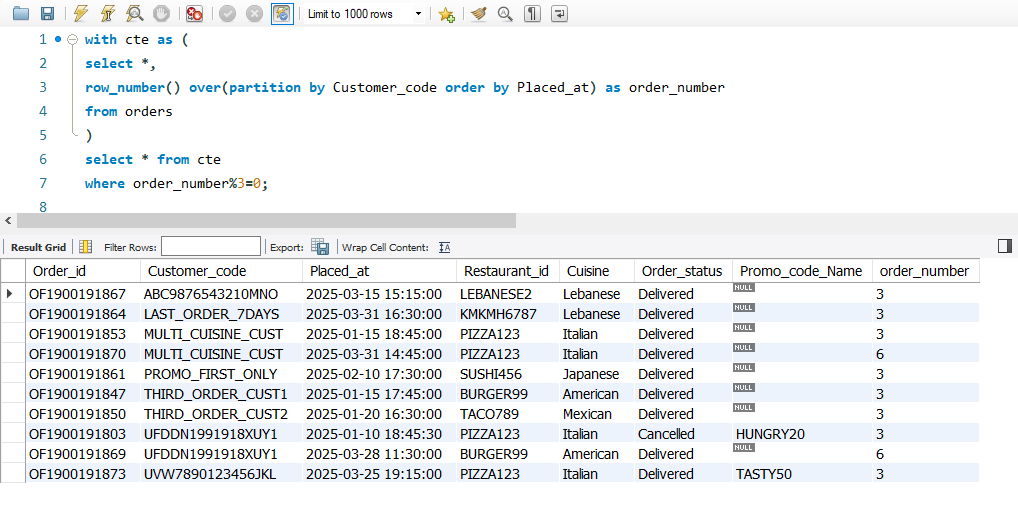 Limit to 1000 rows
1 with cte as (
2 select *,
3 row_number() over(partition by Customer_code order by Placed_at) as order_number
4 from orders
5 )
6 select * from cte
7 where order_number%3=0;
8
Result Grid Filter Rows: Export: Wrap Cell Content:
Order_id Customer_code Placed_at Restaurant_id Cuisine Order_status Promo_code_Name order_number
OF1900191867 ABC9876543210MNO 2025-03-15 15:15:00 LEBANESE2 Lebanese Delivered NULL 3
OF1900191864 LAST_ORDER_7DAYS 2025-03-31 16:30:00 KMKMH6787 Lebanese Delivered NULL 3
OF1900191853 MULTI_CUISINE_CUST 2025-01-15 18:45:00 PIZZA123 Italian Delivered NULL 3
OF1900191870 MULTI_CUISINE_CUST 2025-03-31 14:45:00 PIZZA123 Italian Delivered NULL 6
OF1900191861 PROMO_FIRST_ONLY 2025-02-10 17:30:00 SUSHI456 Japanese Delivered NULL 3
OF1900191847 THIRD_ORDER_CUST1 2025-01-15 17:45:00 BURGER99 American Delivered NULL 3
OF1900191850 THIRD_ORDER_CUST2 2025-01-20 16:30:00 TACO789 Mexican Delivered NULL 3
OF1900191803 UFDDN1991918XUY1 2025-01-10 18:45:30 PIZZA123 Italian Cancelled HUNGRY20 3
OF1900191869 UFDDN1991918XUY1 2025-03-28 11:30:00 BURGER99 American Delivered NULL 6
OF1900191873 UVW7890123456JKL 2025-03-25 19:15:00 PIZZA123 Italian Delivered TASTY50 3